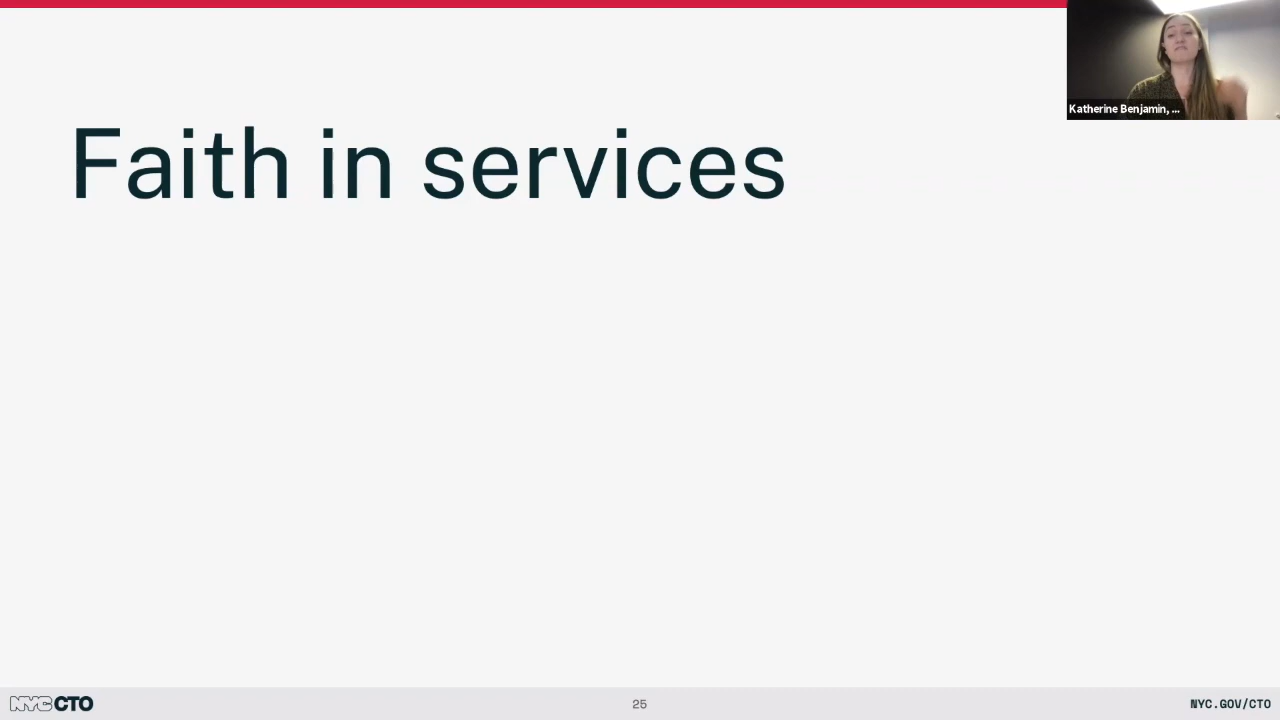 Faith in services
Katherine Benjamin, ...
NYC CTO
25
NYC.GOV/CTO